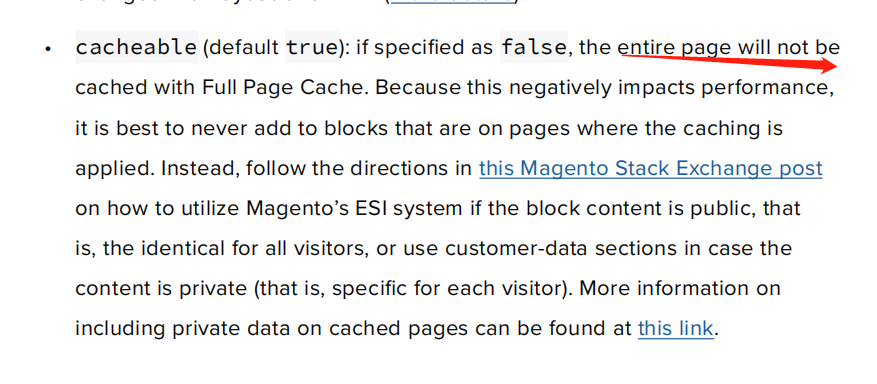 • cacheable (default true): if specified as false, the entire page will not be
cached with Full Page Cache. Because this negatively impacts performance,
it is best to never add to blocks that are on pages where the caching is
applied. Instead, follow the directions in this Magento Stack Exchange post
on how to utilize Magento’s ESI system if the block content is public, that
is, the identical for all visitors, or use customer-data sections in case the
content is private (that is, specific for each visitor). More information on
including private data on cached pages can be found at this link.